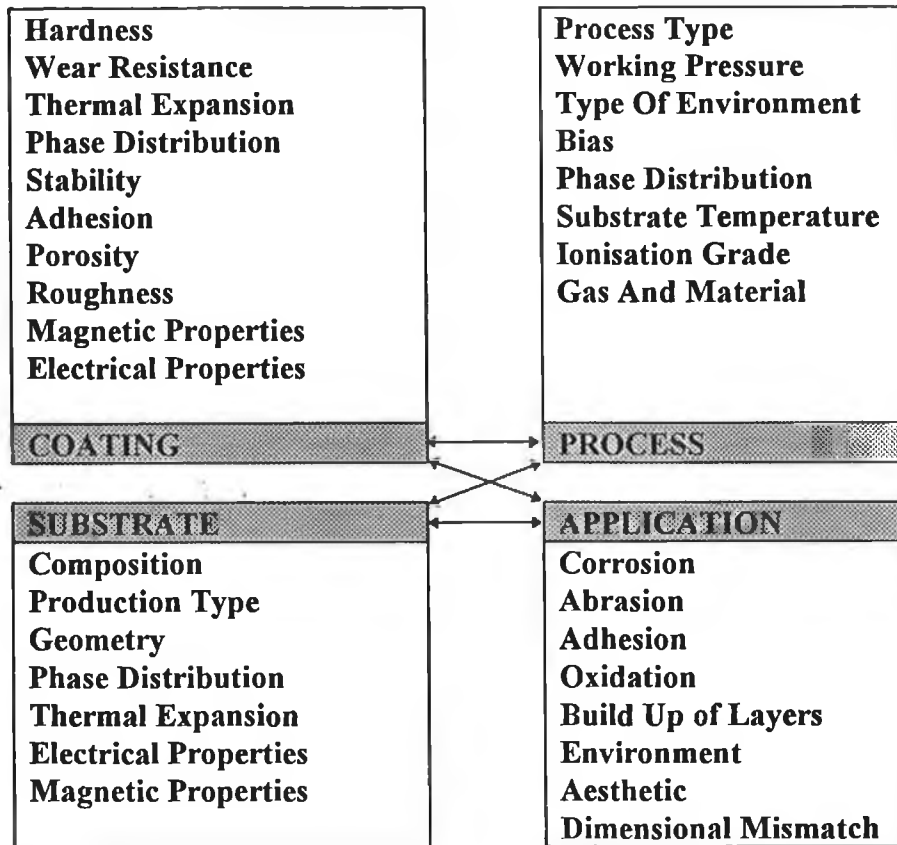 Hardness
Wear Resistance
Thermal Expansion
Phase Distribution
Stability
Adhesion
Porosity
Roughness
Magnetic Properties
Electrical Properties
COATING
Process Type
Working Pressure
Type Of Environment
Bias
Phase Distribution
Substrate Temperature
Ionisation Grade
Gas And Material
PROCESS
SUBSTRATE
Composition
Production Type
Geometry
Phase Distribution
Thermal Expansion
Electrical Properties
Magnetic Properties
APPLICATION
Corrosion
Abrasion
Adhesion
Oxidation
Build Up of Layers
Environment
Aesthetic
Dimensional Mismatch